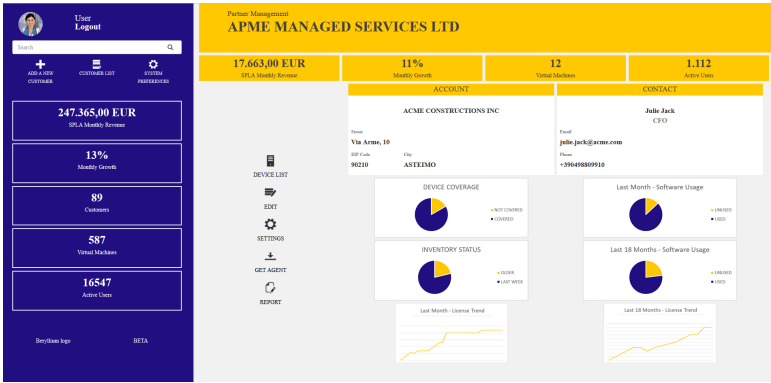 User
Logout
Search
ADD A NEW CUSTOMER
CUSTOMER LIST
SYSTEM PREFERENCES
247.365,00 EUR
SPLA Monthly Revenue
13%
Monthly Growth
89
Customers
587
Virtual Machines
16547
Active Users
Beryllium logo
BETA
Partner Management
APME MANAGED SERVICES LTD
17.663,00 EUR
SPLA Monthly Revenue
11%
Monthly Growth
12
Virtual Machines
1.112
Active Users
DEVICE LIST
EDIT
SETTINGS
GET AGENT
REPORT
ACCOUNT
ACME CONSTRUCTIONS INC
Street
Via Arme, 10
ZIP Code
City
90210
ASTEIMO
CONTACT
Julie Jack
CFO
Email
julie.jack@acme.com
Phone
+390498809910
DEVICE COVERAGE
NOT COVERED
COVERED
Last Month - Software Usage
UNUSED
USED
INVENTORY STATUS
OLDER
LAST WEEK
Last 18 Months - Software Usage
UNUSED
USED
Last Month - License Trend
Last 18 Months - License Trend